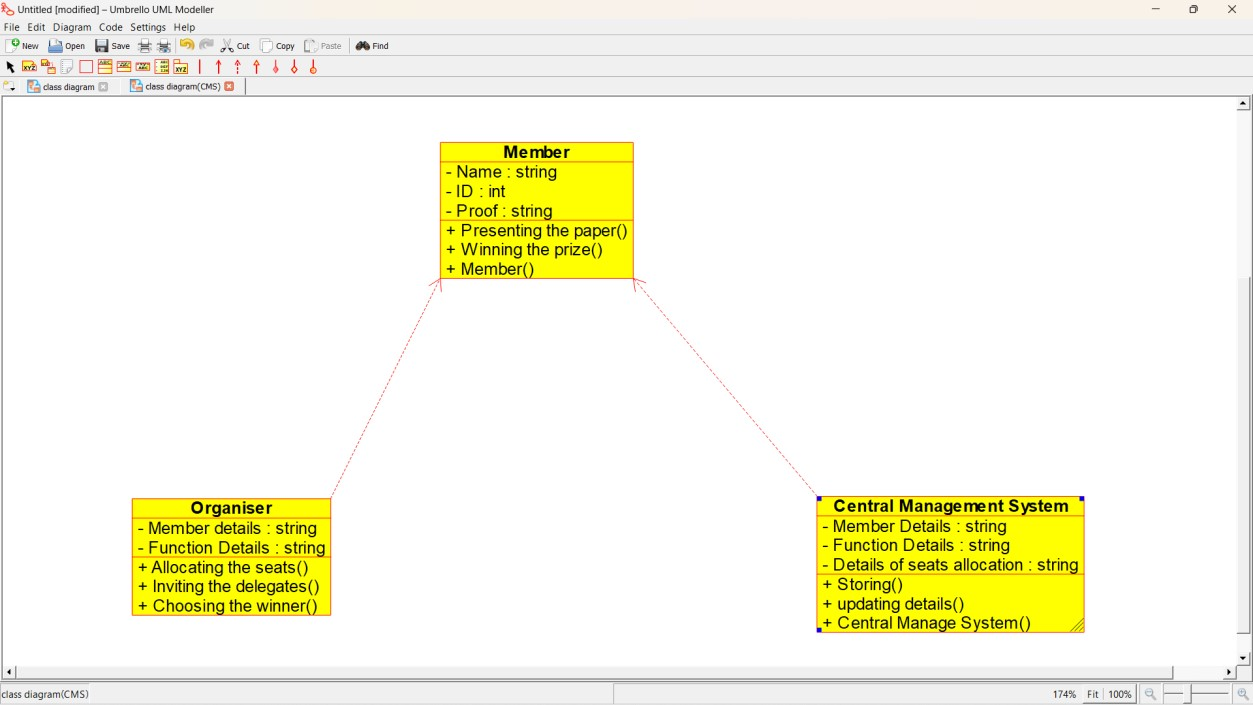 Untitled [modified] – Umbrello UML Modeller
File Edit Diagram Code Settings Help
New Open Save Cut Copy Paste Find
class diagram class diagram(CMS)
Member
- Name : string
- ID : int
- Proof : string
+ Presenting the paper()
+ Winning the prize()
+ Member()
Organiser
- Member details : string
- Function Details : string
+ Allocating the seats()
+ Inviting the delegates()
+ Choosing the winner()
Central Management System
- Member Details : string
- Function Details : string
- Details of seats allocation : string
+ Storing()
+ updating details()
+ Central Manage System()
class diagram(CMS) 174% Fit 100%